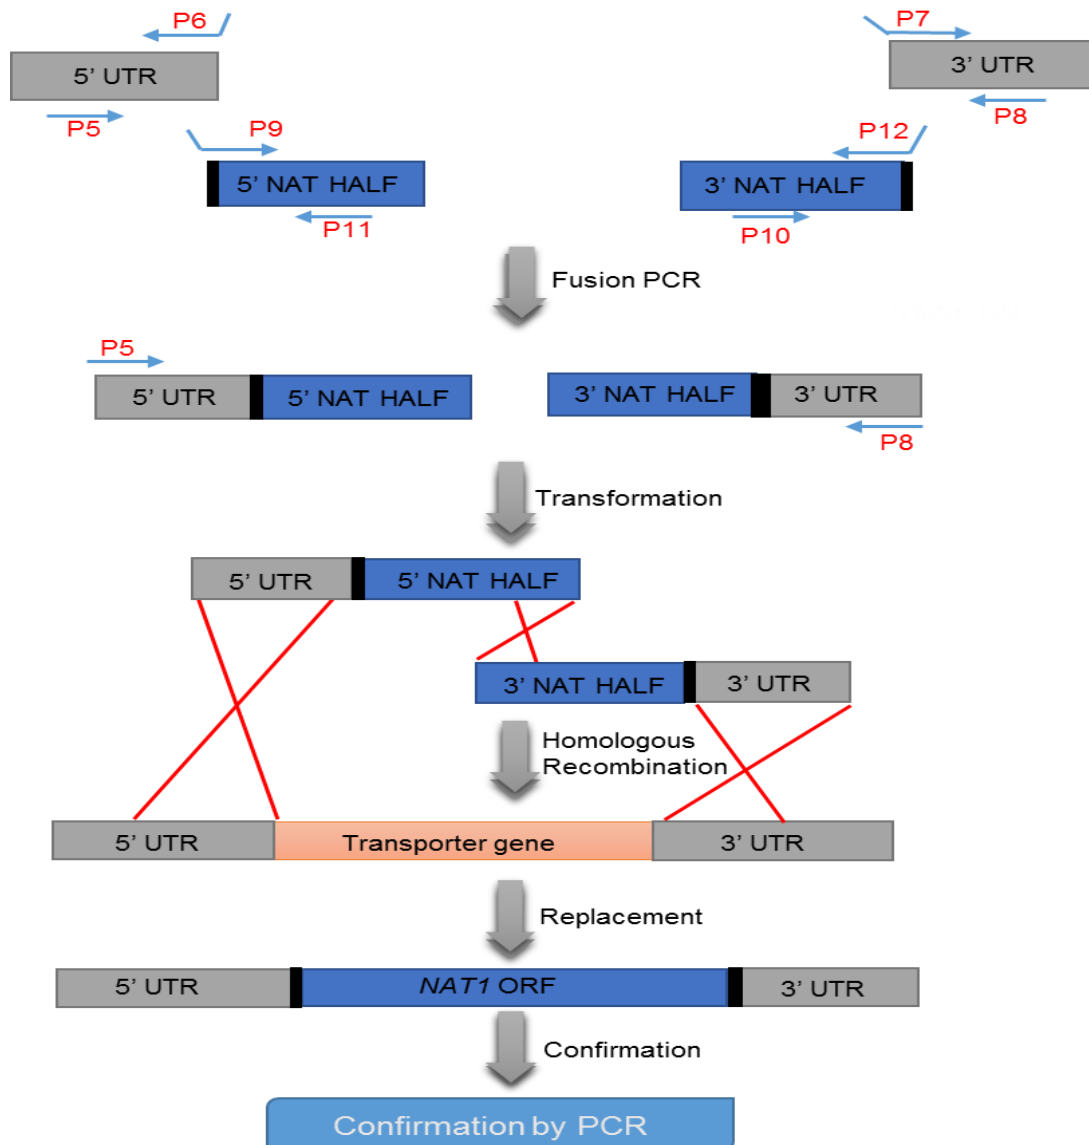 P6
P7
5’ UTR
3’ UTR
P5
P9
P12
P8
5’ NAT HALF
3’ NAT HALF
P11
P10
Fusion PCR
P5
5’ UTR
5’ NAT HALF
3’ NAT HALF
3’ UTR
P8
Transformation
5’ UTR
5’ NAT HALF
3’ NAT HALF
3’ UTR
Homologous
Recombination
5’ UTR
Transporter gene
3’ UTR
Replacement
5’ UTR
NAT1 ORF
3’ UTR
Confirmation
Confirmation by PCR